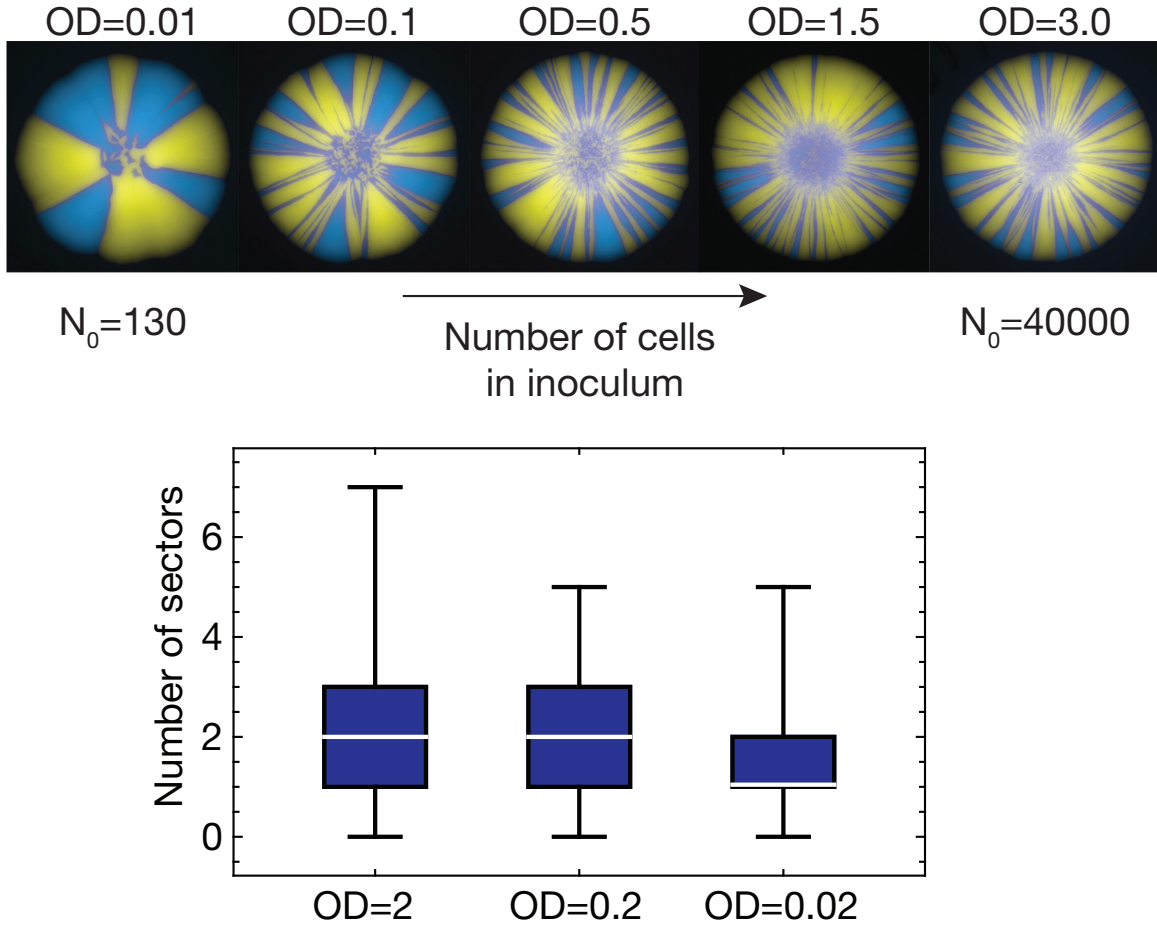 OD=0.01 OD=0.1 OD=0.5 OD=1.5 OD=3.0
N₀=130
Number of cells
in inoculum
N₀=40000
Number of sectors
6
4
2
0
OD=2 OD=0.2 OD=0.02